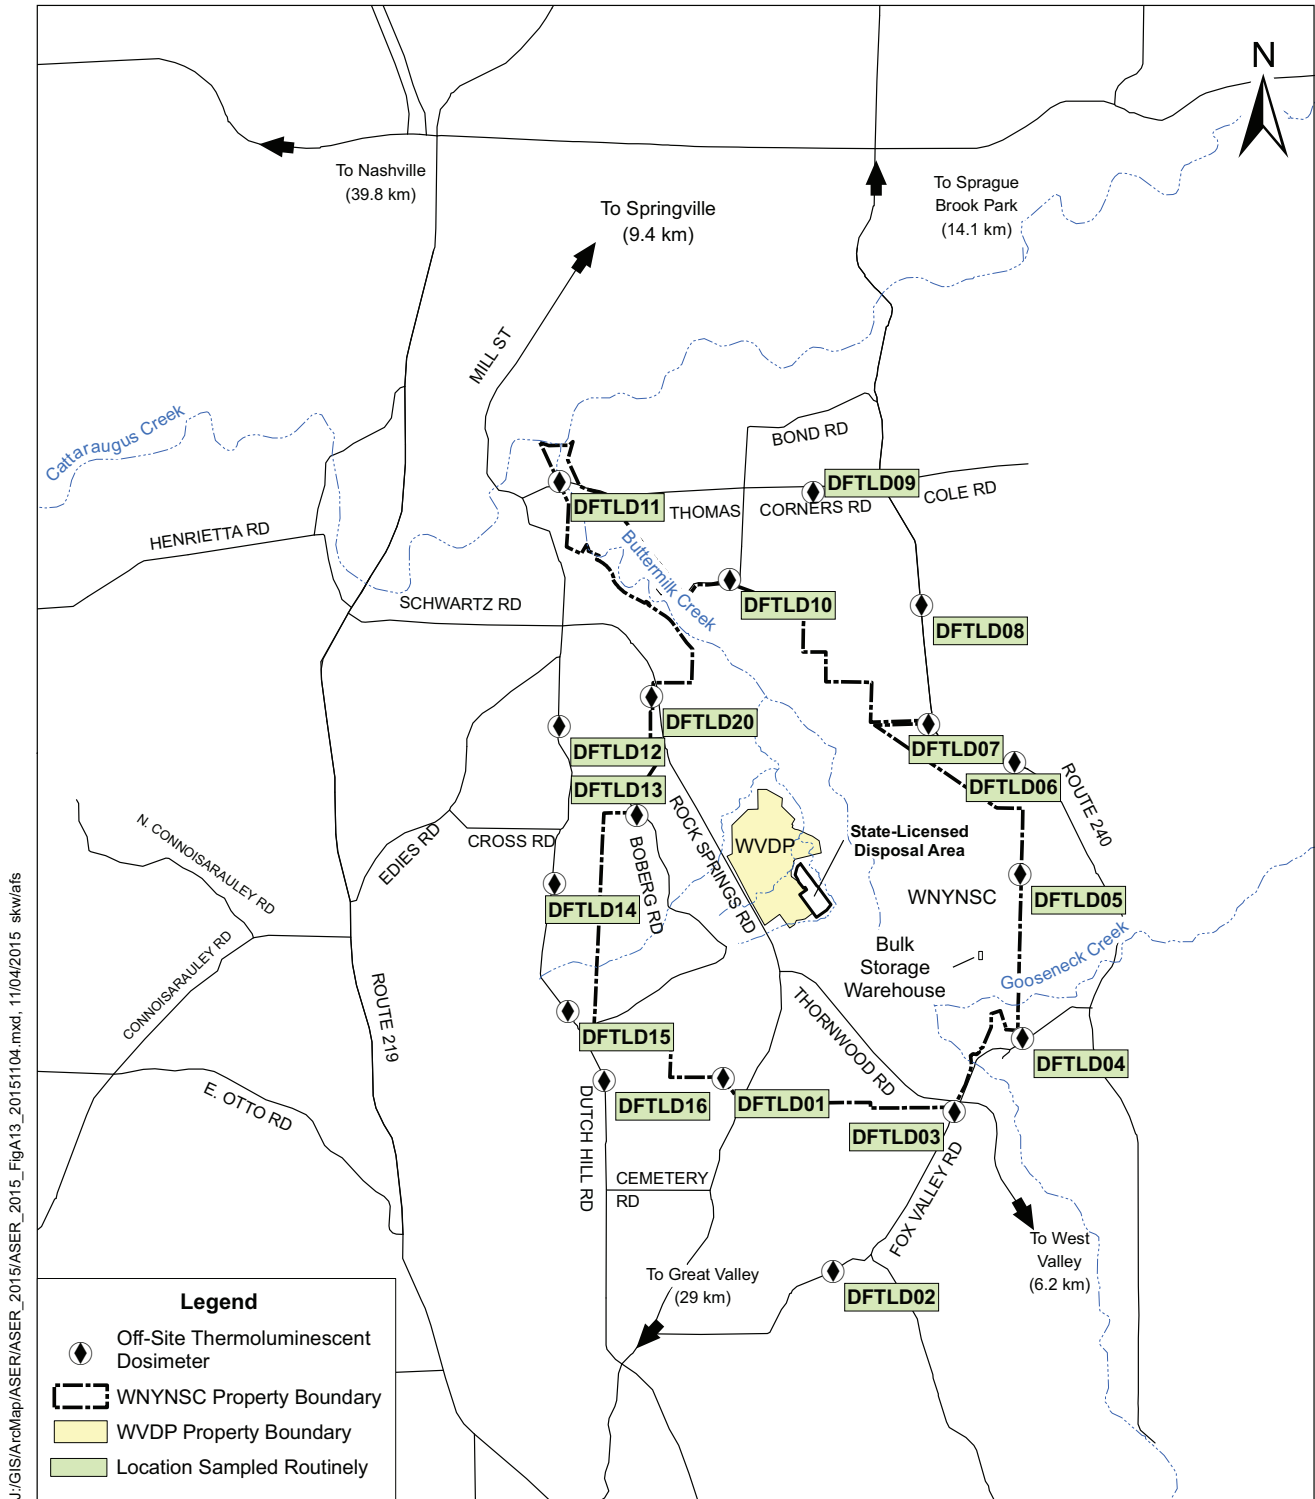 N
To Nashville
(39.8 km)
To Sprague
Brook Park
(14.1 km)
To Springville
(9.4 km)
MILL ST
Cattaraugus Creek
BOND RD
DFTLD09
COLE RD
DFTLD11
THOMAS CORNERS RD
HENRIETTA RD
Buttermilk Creek
SCHWARTZ RD
DFTLD10
DFTLD08
DFTLD20
DFTLD12
DFTLD07
DFTLD13
DFTLD06
ROUTE 240
N. CONNOISARAULEY RD
EDIES RD
CROSS RD
ROCK SPRINGS RD
BOBERG RD
WVDP
State-Licensed
Disposal Area
WNYNSC
DFTLD05
DFTLD14
CONNOISARAULEY RD
Bulk
Storage
Warehouse
Gooseneck Creek
ROUTE 219
THORNWOOD RD
DFTLD15
DFTLD04
E. OTTO RD
DFTLD16
DFTLD01
DFTLD03
DUTCH HILL RD
CEMETERY
RD
FOX VALLEY RD
To West
Valley
(6.2 km)
To Great Valley
(29 km)
DFTLD02
Legend
Off-Site Thermoluminescent
Dosimeter
WNYNSC Property Boundary
WVDP Property Boundary
Location Sampled Routinely
J:/GIS/ArcMap/ASER/ASER_2015/ASER_2015_FigA13_20151104.mxd, 11/04/2015 skw/afs